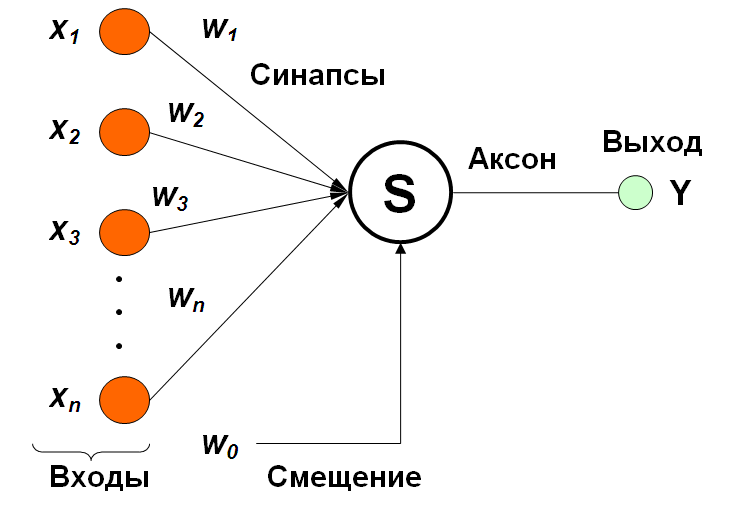 x1 w1
Синапсы
x2 w2
Выход
Аксон
S
Y
x3 w3
wn
xn
w0
Входы
Смещение